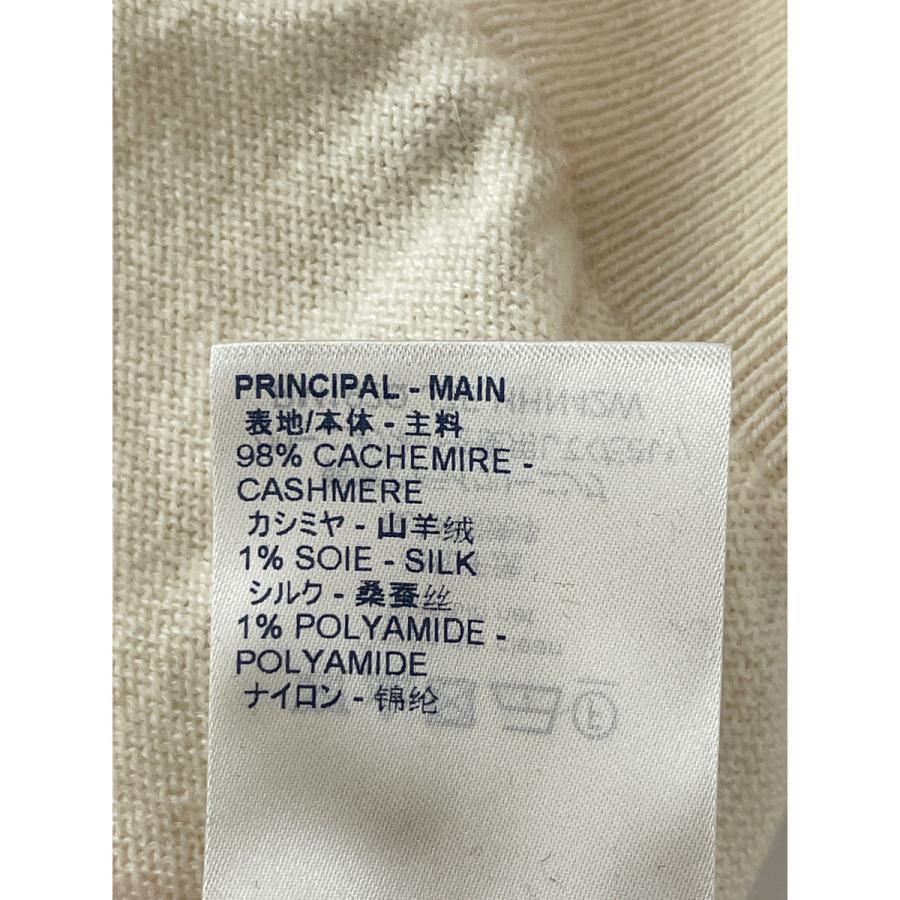 PRINCIPAL - MAIN
表地/本体 - 主料
98% CACHEMIRE -
CASHMERE
カシミヤ - 山羊绒
1% SOIE - SILK
シルク - 桑蚕丝
1% POLYAMIDE -
POLYAMIDE
ナイロン - 锦纶